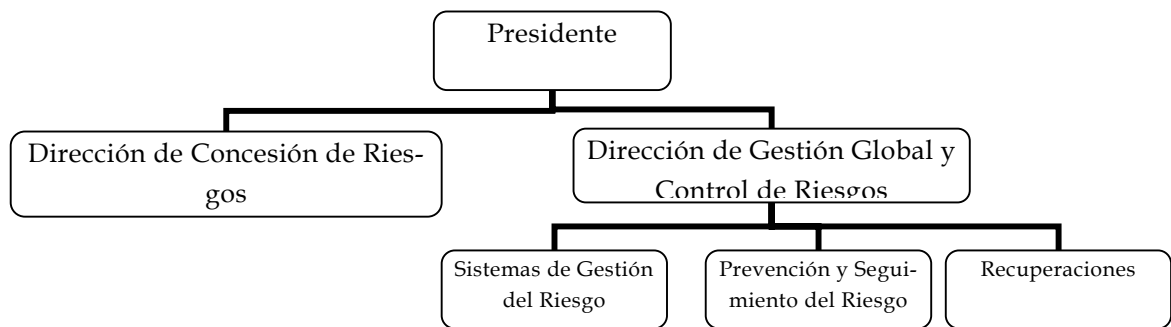 Presidente
Dirección de Concesión de Ries-
gos
Dirección de Gestión Global y
Control de Riesgos
Sistemas de Gestión
del Riesgo
Prevención y Segui-
miento del Riesgo
Recuperaciones